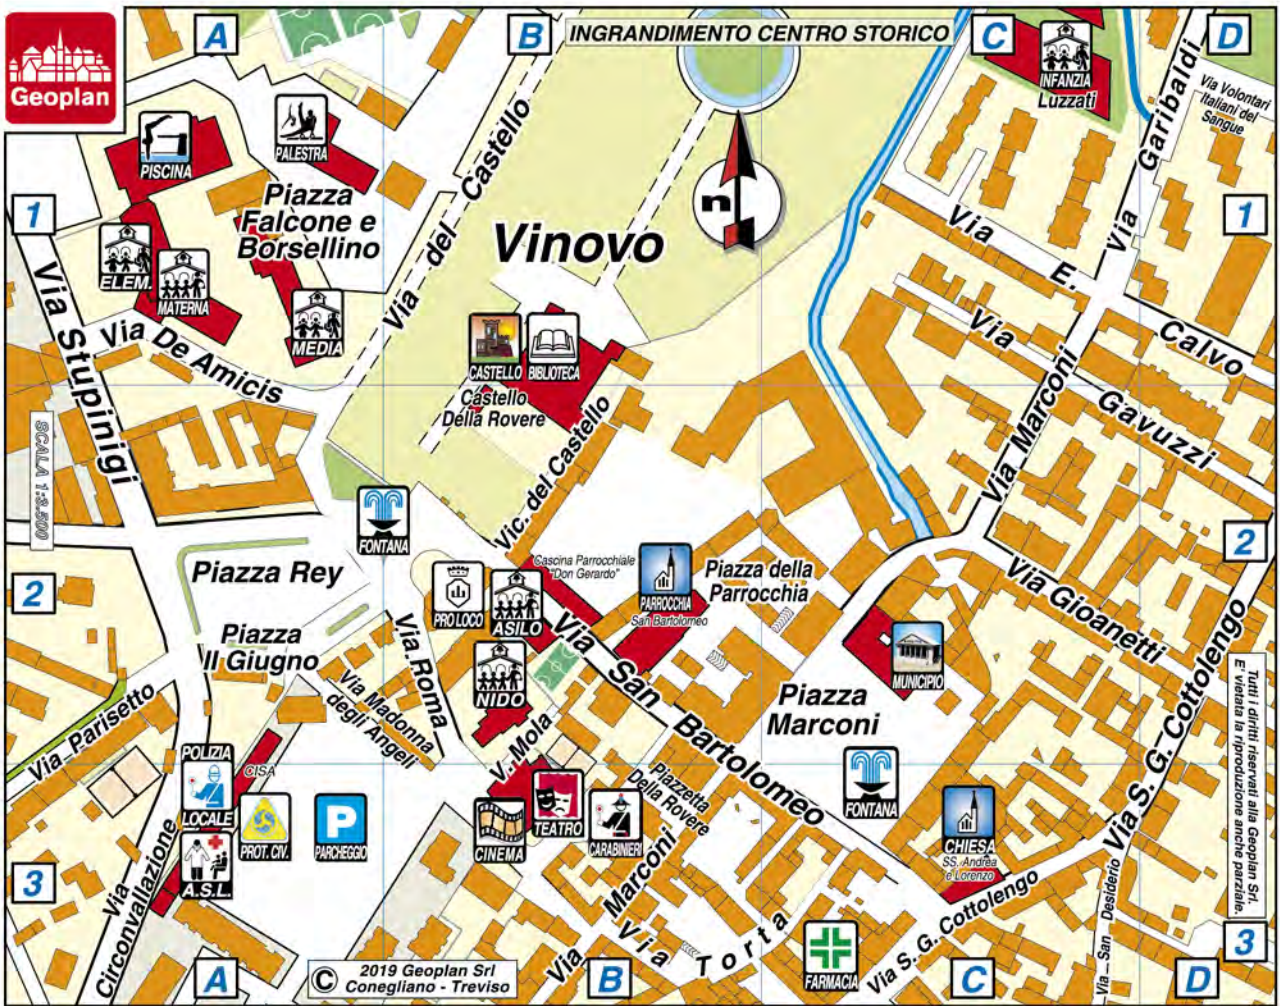 A
B
INGRANDIMENTO CENTRO STORICO
C
D
Geoplan
INFANZIA
Luzzati
Via Garibaldi
Via Volontari
Italiani del
Sangue
PISCINA
PALESTRA
Piazza
Falcone e
Borsellino
Via del Castello
n
1
1
Vinovo
ELEM.
MATERNA
MEDIA
Via E. Calvo
Via Stupinigi
Via De Amicis
CASTELLO
BIBLIOTECA
Castello
Della Rovere
Via Gavuzzi
Via Marconi
SCALA 1:3.500
Vic. del Castello
FONTANA
2
2
Piazza Rey
Cascina Parrocchiale
"Don Gerardo"
PRO LOCO
ASILO
PARROCCHIA
San Bartolomeo
Piazza della
Parrocchia
Via Gioanetti
Piazza
II Giugno
Via Roma
Via San Bartolomeo
MUNICIPIO
NIDO
Via Madonna
degli Angeli
Piazza
Marconi
Via S. G. Cottolengo
Tutti i diritti riservati alla Geoplan Srl.
E' vietata la riproduzione anche parziale.
Via Parisetto
V. Mola
POLIZIA
LOCALE
CISA
PROT. CIV.
P
PARCHEGGIO
CINEMA
TEATRO
CARABINIERI
Piazzetta
Della Rovere
FONTANA
CHIESA
SS. Andrea
e Lorenzo
A.S.L.
3
3
Via
Circonvallazione
Via Marconi
Via Torta
FARMACIA
Via S. G. Cottolengo
Via San Desiderio
A
© 2019 Geoplan Srl
Conegliano - Treviso
B
C
D